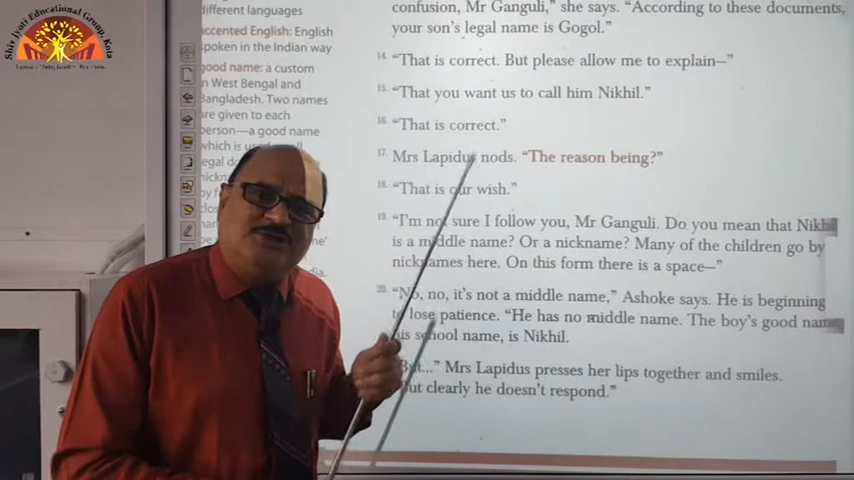 Shiv Jyoti Educational Group, Kota
different languages.
accented English: English
spoken in the Indian way
good name: a custom
in West Bengal and
Bangladesh. Two names
are given to each
person—a good name
which is
legal
confusion, Mr Ganguli," she says. "According to these documents,
your son's legal name is Gogol."
14. "That is correct. But please allow me to explain—"
15. "That you want us to call him Nikhil."
16. "That is correct."
17. Mrs Lapidus nods. "The reason being?"
18. "That is our wish."
19. "I'm not sure I follow you, Mr Ganguli. Do you mean that Nikhil
is a middle name? Or a nickname? Many of the children go by
nicknames here. On this form there is a space—"
20. "No, no, it's not a middle name," Ashoke says. He is beginning
to lose patience. "He has no middle name. The boy's good name,
his school name, is Nikhil.
"But..." Mrs Lapidus presses her lips together and smiles.
"But clearly he doesn't respond."